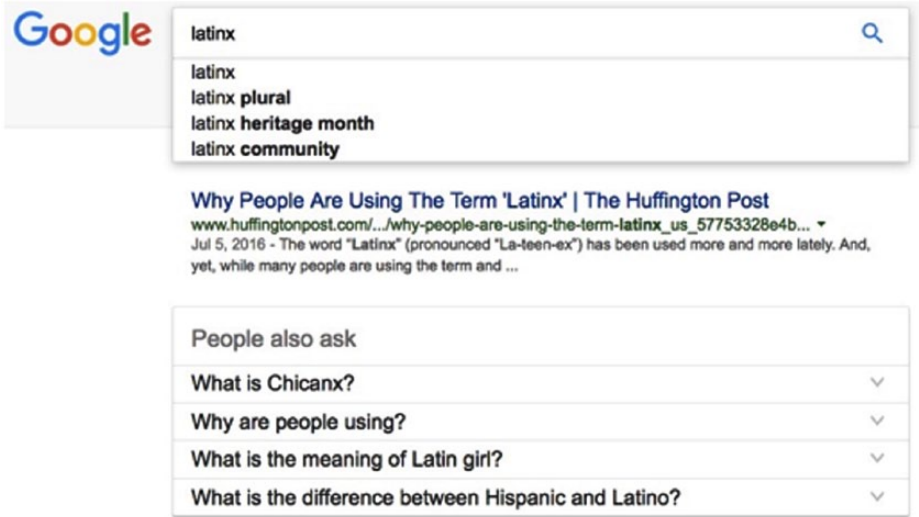 Google
latinx
latinx
latinx plural
latinx heritage month
latinx community
Why People Are Using The Term 'Latinx' | The Huffington Post
www.huffingtonpost.com/.../why-people-are-using-the-term-latinx_us_57753328e4b...
Jul 5, 2016 - The word "Latinx" (pronounced "La-teen-ex") has been used more and more lately. And,
yet, while many people are using the term and ...
People also ask
What is Chicanx?
Why are people using?
What is the meaning of Latin girl?
What is the difference between Hispanic and Latino?